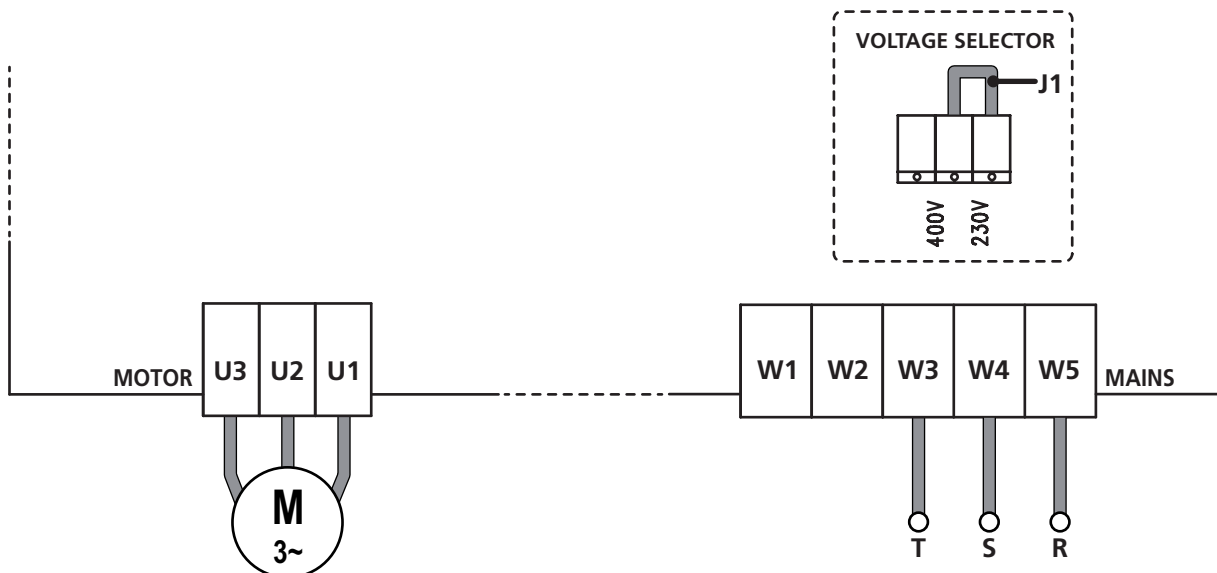 VOLTAGE SELECTOR
J1
400V
230V
MOTOR U3 U2 U1
W1 W2 W3 W4 W5 MAINS
M
3~
T S R